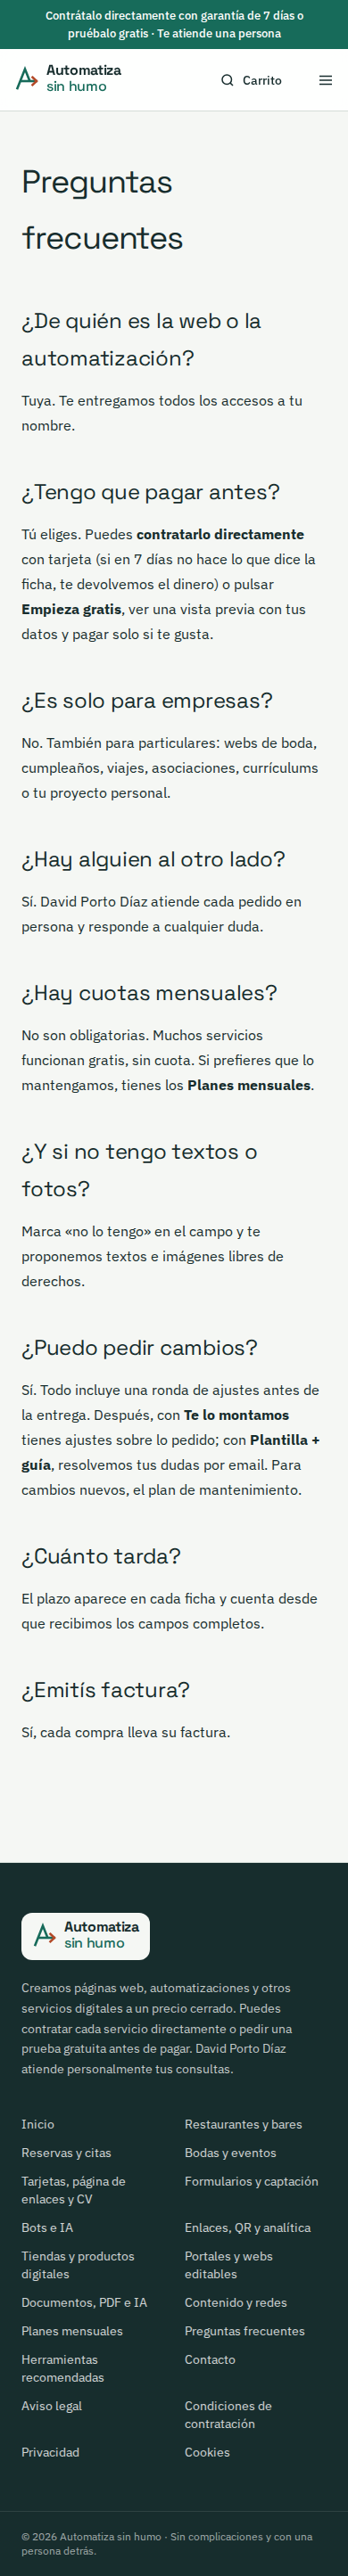 Contrátalo directamente con garantía de 7 días o
pruébalo gratis · Te atiende una persona
Automatiza
sin humo
Carrito
Preguntas
frecuentes
¿De quién es la web o la
automatización?
Tuya. Te entregamos todos los accesos a tu
nombre.
¿Tengo que pagar antes?
Tú eliges. Puedes contratarlo directamente
con tarjeta (si en 7 días no hace lo que dice la
ficha, te devolvemos el dinero) o pulsar
Empieza gratis, ver una vista previa con tus
datos y pagar solo si te gusta.
¿Es solo para empresas?
No. También para particulares: webs de boda,
cumpleaños, viajes, asociaciones, currículums
o tu proyecto personal.
¿Hay alguien al otro lado?
Sí. David Porto Díaz atiende cada pedido en
persona y responde a cualquier duda.
¿Hay cuotas mensuales?
No son obligatorias. Muchos servicios
funcionan gratis, sin cuota. Si prefieres que lo
mantengamos, tienes los Planes mensuales.
¿Y si no tengo textos o
fotos?
Marca «no lo tengo» en el campo y te
proponemos textos e imágenes libres de
derechos.
¿Puedo pedir cambios?
Sí. Todo incluye una ronda de ajustes antes de
la entrega. Después, con Te lo montamos
tienes ajustes sobre lo pedido; con Plantilla +
guía, resolvemos tus dudas por email. Para
cambios nuevos, el plan de mantenimiento.
¿Cuánto tarda?
El plazo aparece en cada ficha y cuenta desde
que recibimos los campos completos.
¿Emitís factura?
Sí, cada compra lleva su factura.
Automatiza
sin humo
Creamos páginas web, automatizaciones y otros
servicios digitales a un precio cerrado. Puedes
contratar cada servicio directamente o pedir una
prueba gratuita antes de pagar. David Porto Díaz
atiende personalmente tus consultas.
Inicio
Restaurantes y bares
Reservas y citas
Bodas y eventos
Tarjetas, página de
enlaces y CV
Formularios y captación
Bots e IA
Enlaces, QR y analítica
Tiendas y productos
digitales
Portales y webs
editables
Documentos, PDF e IA
Contenido y redes
Planes mensuales
Preguntas frecuentes
Herramientas
recomendadas
Contacto
Aviso legal
Condiciones de
contratación
Privacidad
Cookies
© 2026 Automatiza sin humo · Sin complicaciones y con una
persona detrás.